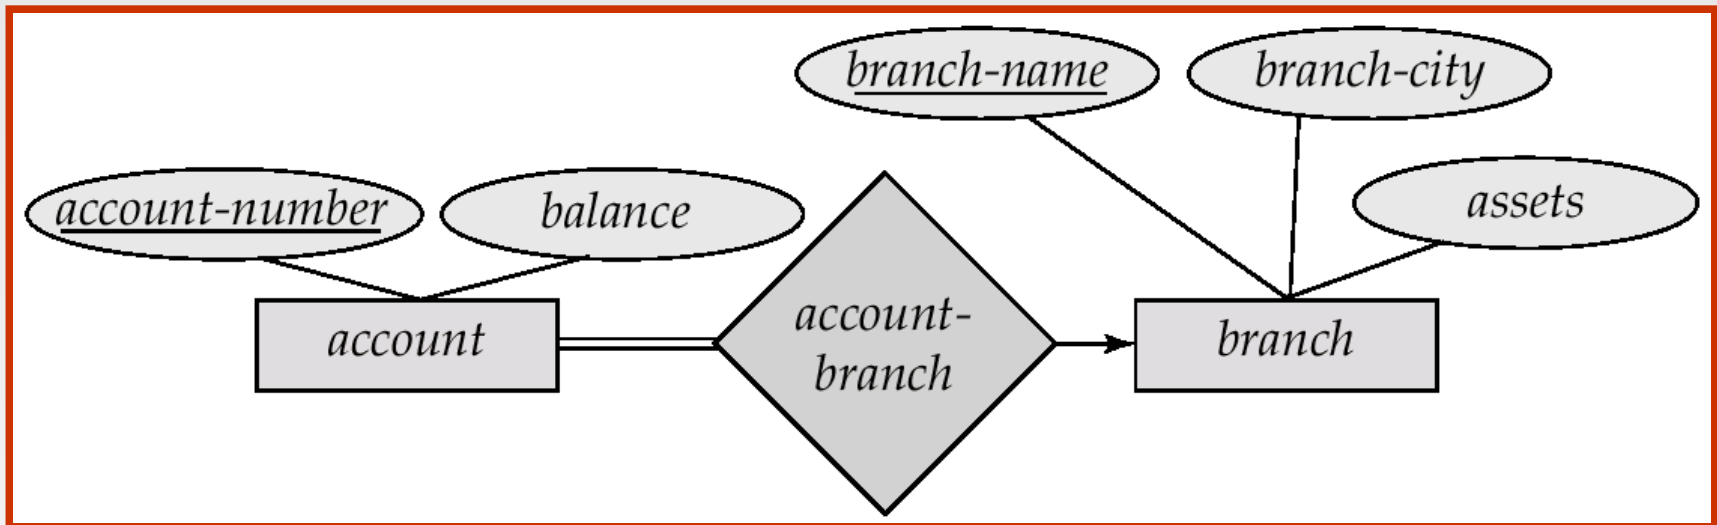 branch-name
branch-city
account-number
balance
assets
account
account-
branch
branch